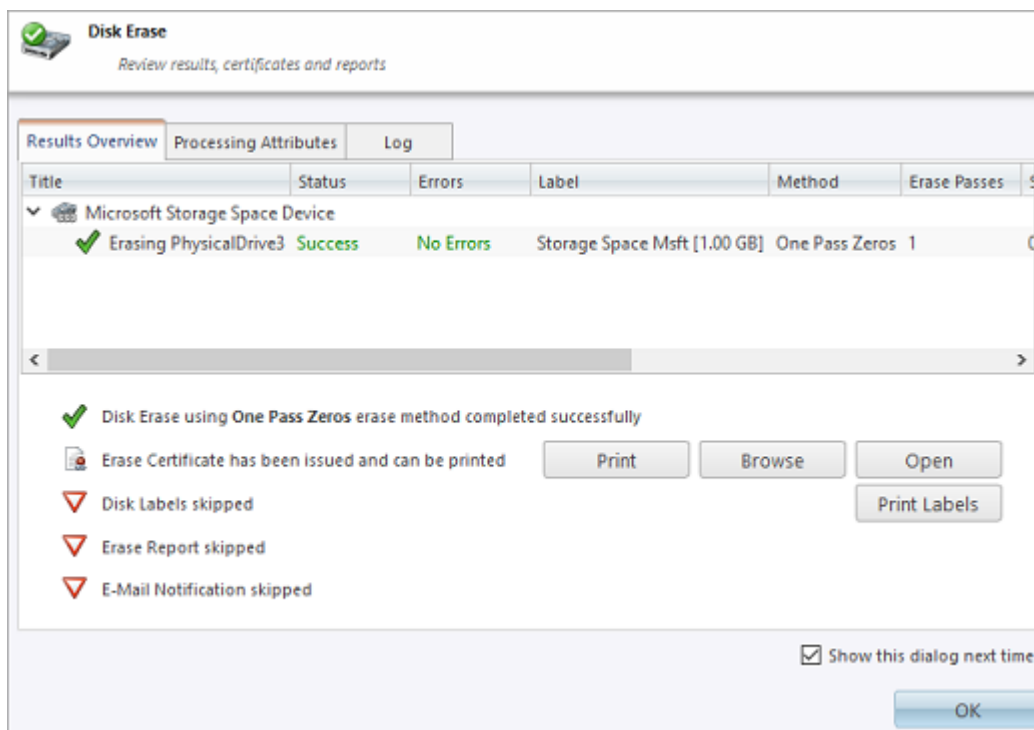 Disk Erase
Review results, certificates and reports
Results Overview Processing Attributes Log
Title Status Errors Label Method Erase Passes
Microsoft Storage Space Device
Erasing PhysicalDrive3 Success No Errors Storage Space Msft [1.00 GB] One Pass Zeros 1
Disk Erase using One Pass Zeros erase method completed successfully
Erase Certificate has been issued and can be printed Print Browse Open
Disk Labels skipped Print Labels
Erase Report skipped
E-Mail Notification skipped
Show this dialog next time
OK